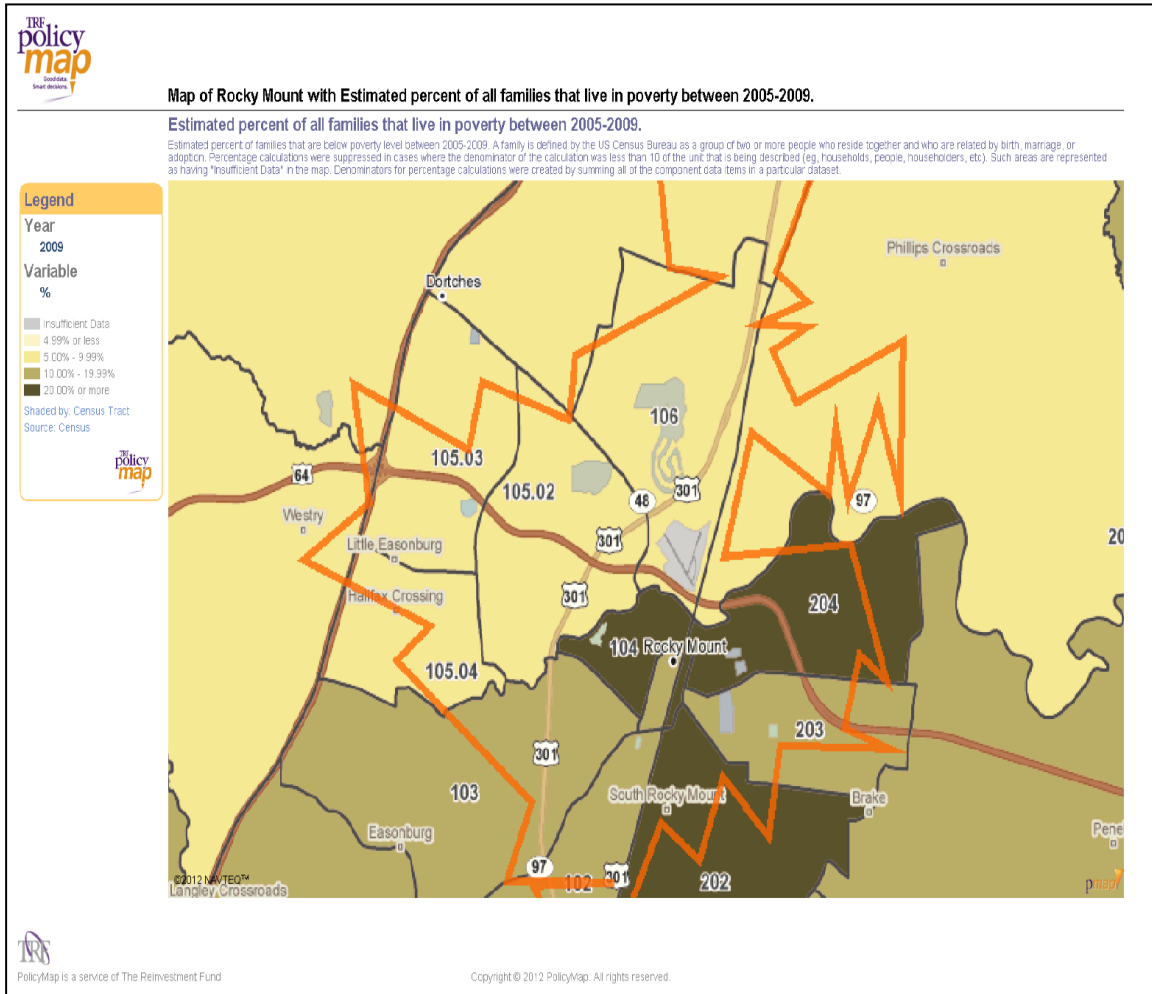 TRF
policy
map
Good data.
Smart decisions.
Map of Rocky Mount with Estimated percent of all families that live in poverty between 2005-2009.
Estimated percent of all families that live in poverty between 2005-2009.
Estimated percent of families that are below poverty level between 2005-2009. A family is defined by the US Census Bureau as a group of two or more people who reside together and who are related by birth, marriage, or
adoption. Percentage calculations were suppressed in cases where the denominator of the calculation was less than 10 of the unit that is being described (eg, households, people, householders, etc). Such areas are represented
as having "Insufficient Data" in the map. Denominators for percentage calculations were created by summing all of the component data items in a particular dataset.
Legend
Year
2009
Variable
%
Insufficient Data
4.99% or less
5.00% - 9.99%
10.00% - 19.99%
20.00% or more
Shaded by: Census Tract
Source: Census
TRF
policy
map
Phillips Crossroads
Dortches
106
105.03
64
105.02
48
301
97
Westry
301
20
Little Easonburg
Halifax Crossing
301
204
104
Rocky Mount
105.04
203
301
103
South Rocky Mount
Brake
Easonburg
Pene
97
102
301
202
©2012 NAVTEQ™
Langley Crossroads
pmap
TRF
PolicyMap is a service of The Reinvestment Fund
Copyright © 2012 PolicyMap. All rights reserved.